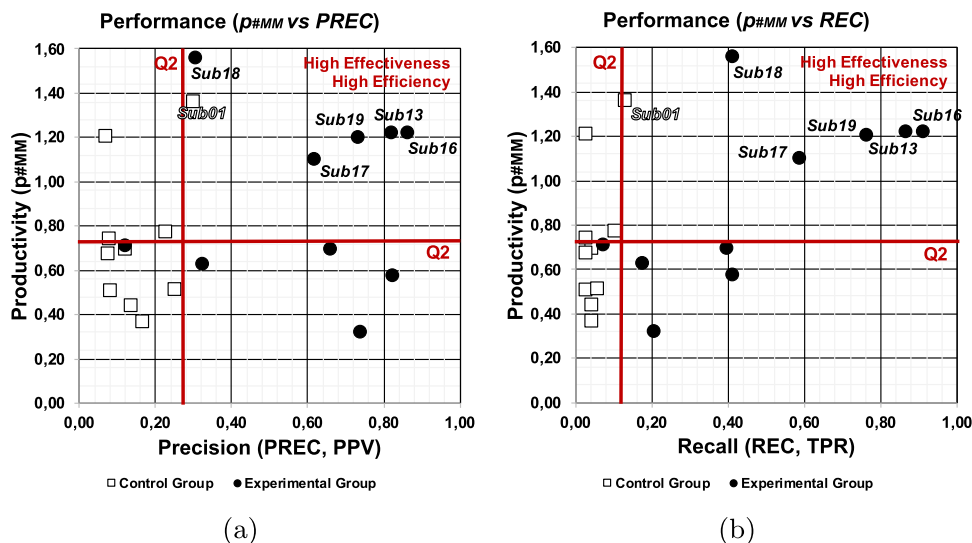 Performance (p#MM vs PREC)
1,60
1,40
1,20
1,00
0,80
0,60
0,40
0,20
0,00
Productivity (p#MM)
Q2
High Effectiveness
High Efficiency
Sub18
Sub01
Sub19
Sub13
Sub16
Sub17
Q2
0,00
0,20
0,40
0,60
0,80
1,00
Precision (PREC, PPV)
Control Group
Experimental Group
(a)
Performance (p#MM vs REC)
1,60
1,40
1,20
1,00
0,80
0,60
0,40
0,20
0,00
Productivity (p#MM)
Q2
High Effectiveness
High Efficiency
Sub18
Sub01
Sub16
Sub19
Sub13
Sub17
Q2
0,00
0,20
0,40
0,60
0,80
1,00
Recall (REC, TPR)
Control Group
Experimental Group
(b)